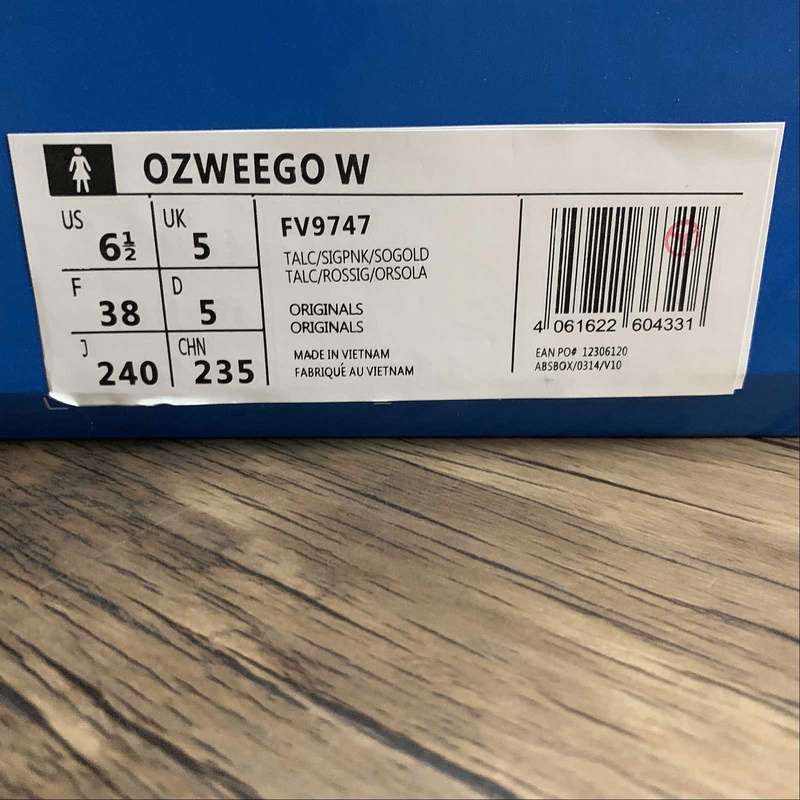 OZWEEGO W
US 6½ UK 5
F 38 D 5
J 240 CHN 235
FV9747
TALC/SIGPNK/SOGOLD
TALC/ROSSIG/ORSOLA
ORIGINALS
ORIGINALS
MADE IN VIETNAM
FABRIQUÉ AU VIETNAM
4 061622 604331
EAN PO# 12306120
ABSBOX/0314/V10